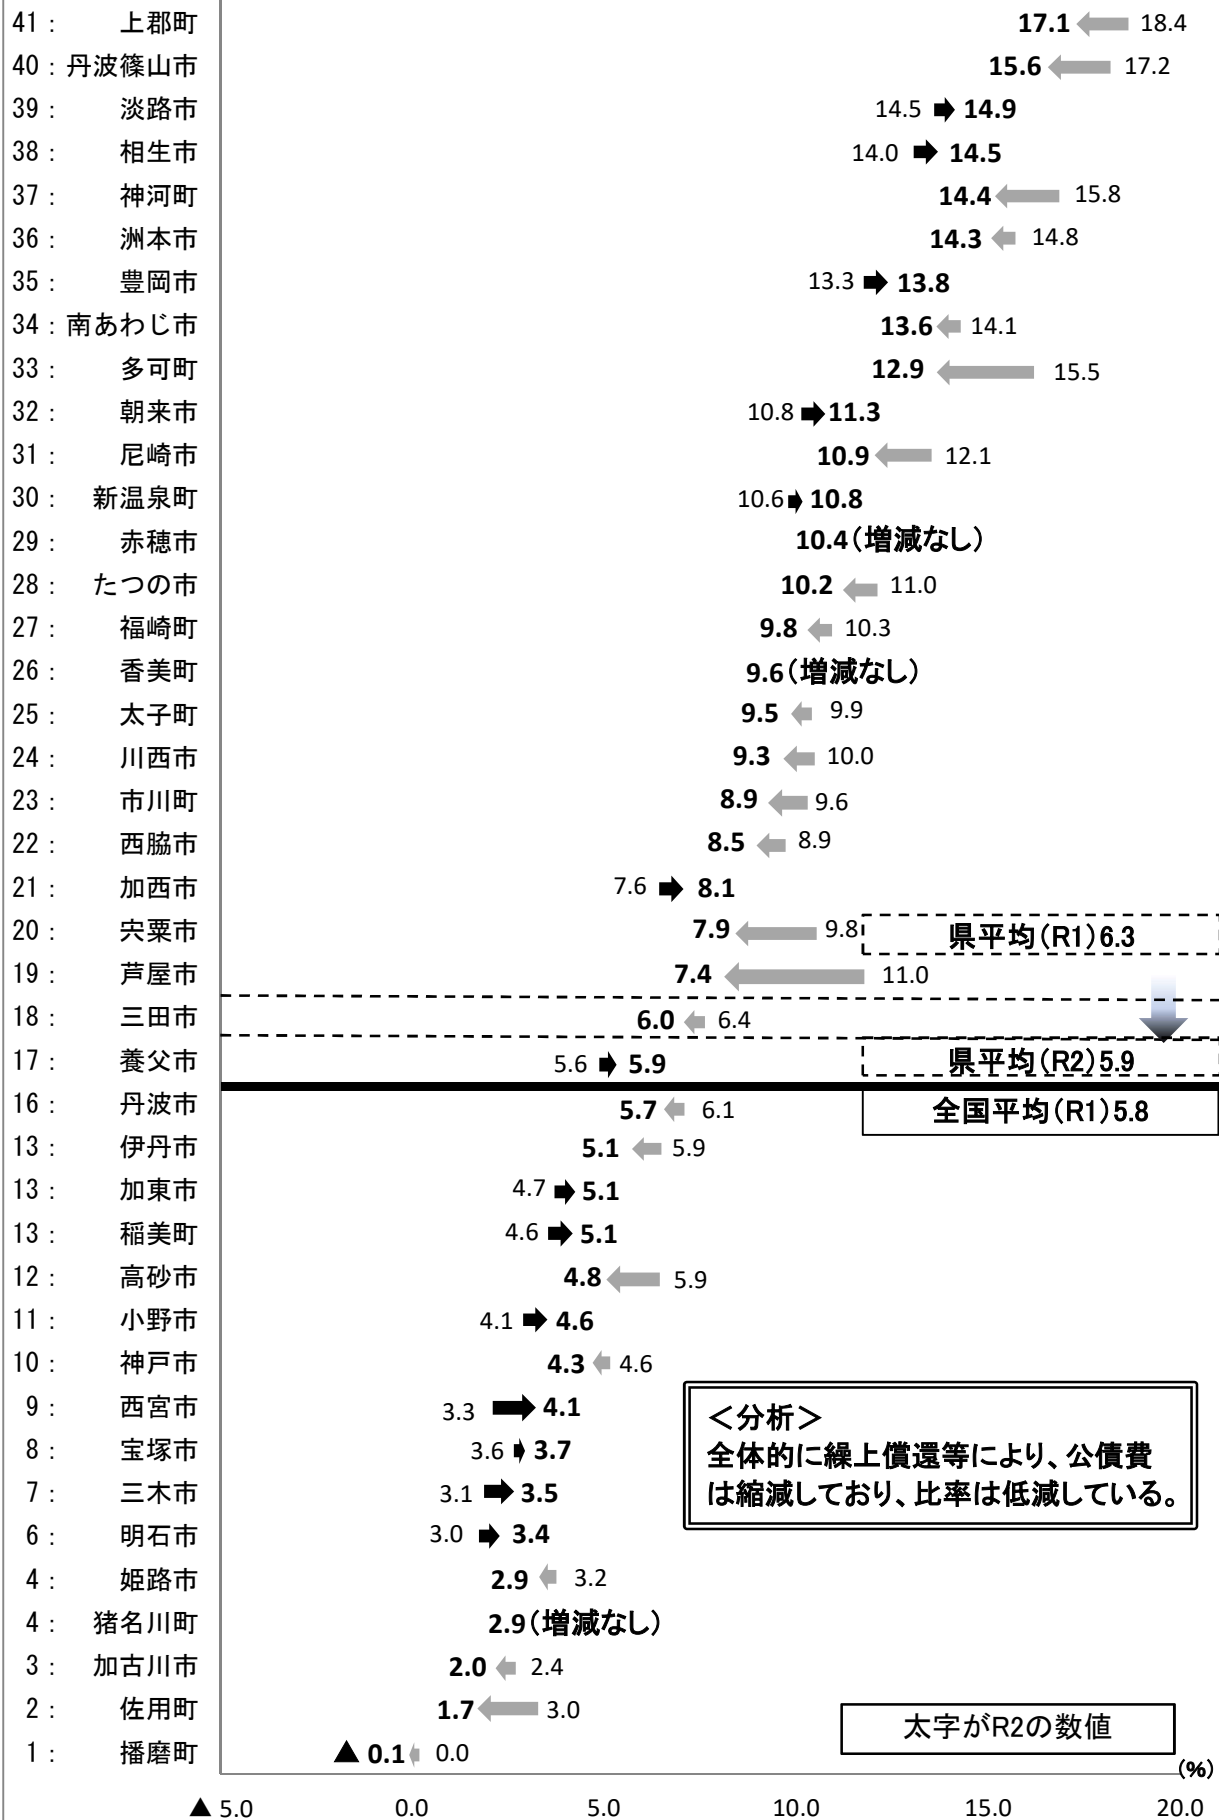 41： 上郡町 17.1 18.4
40： 丹波篠山市 15.6 17.2
39： 淡路市 14.5 14.9
38： 相生市 14.0 14.5
37： 神河町 14.4 15.8
36： 洲本市 14.3 14.8
35： 豊岡市 13.3 13.8
34： 南あわじ市 13.6 14.1
33： 多可町 12.9 15.5
32： 朝来市 10.8 11.3
31： 尼崎市 10.9 12.1
30： 新温泉町 10.6 10.8
29： 赤穂市 10.4（増減なし）
28： たつの市 10.2 11.0
27： 福崎町 9.8 10.3
26： 香美町 9.6（増減なし）
25： 太子町 9.5 9.9
24： 川西市 9.3 10.0
23： 市川町 8.9 9.6
22： 西脇市 8.5 8.9
21： 加西市 7.6 8.1
20： 宍粟市 7.9 9.8 県平均（R1）6.3
19： 芦屋市 7.4 11.0
18： 三田市 6.0 6.4
17： 養父市 5.6 5.9 県平均（R2）5.9
16： 丹波市 5.7 6.1 全国平均（R1）5.8
13： 伊丹市 5.1 5.9
13： 加東市 4.7 5.1
13： 稲美町 4.6 5.1
12： 高砂市 4.8 5.9
11： 小野市 4.1 4.6
10： 神戸市 4.3 4.6
9： 西宮市 3.3 4.1
8： 宝塚市 3.6 3.7
7： 三木市 3.1 3.5
6： 明石市 3.0 3.4
＜分析＞
全体的に繰上償還等により、公債費
は縮減しており、比率は低減している。
4： 姫路市 2.9 3.2
4： 猪名川町 2.9（増減なし）
3： 加古川市 2.0 2.4
2： 佐用町 1.7 3.0
太字がR2の数値
1： 播磨町 ▲ 0.1 0.0
(%)
▲ 5.0 0.0 5.0 10.0 15.0 20.0